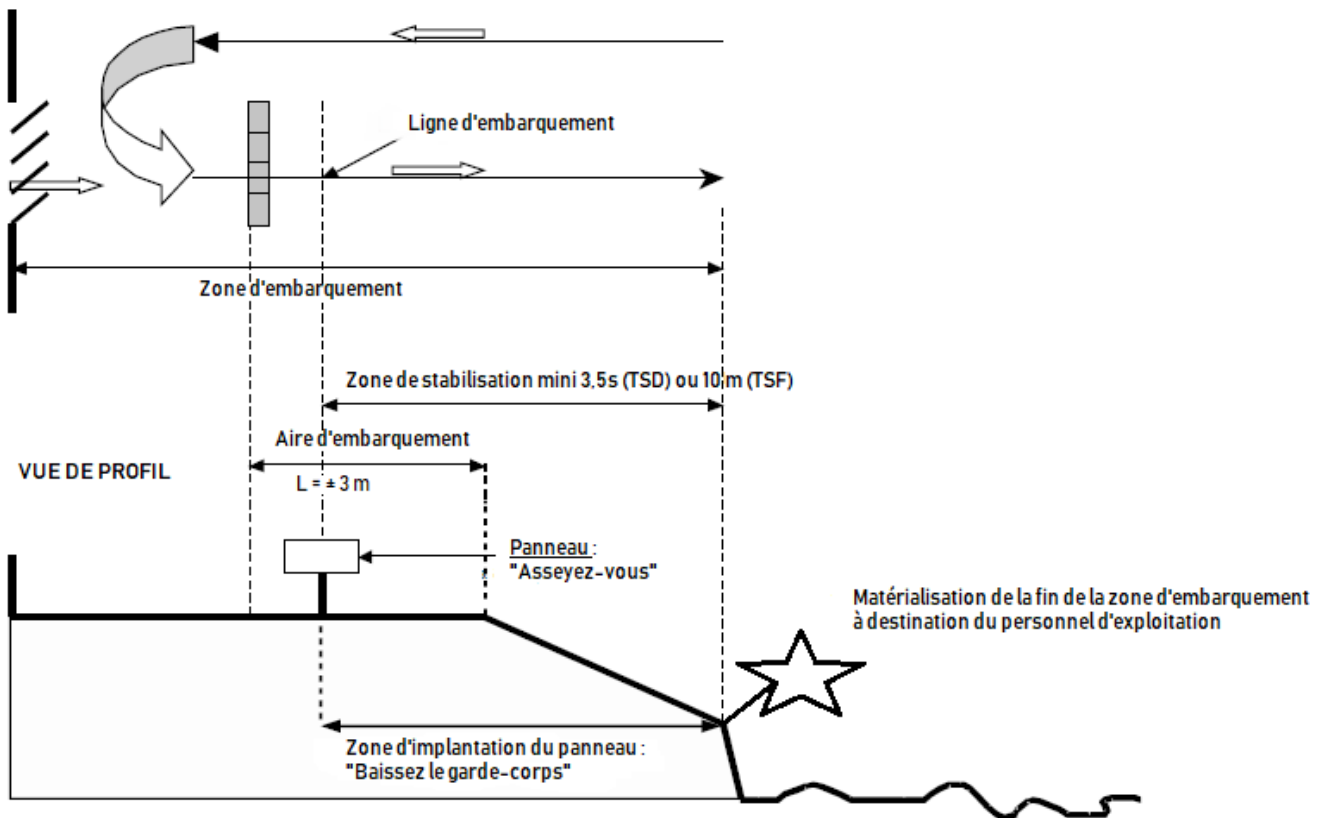 Ligne d'embarquement
Zone d'embarquement
Zone de stabilisation mini 3,5s (TSD) ou 10 m (TSF)
Aire d'embarquement
VUE DE PROFIL
L = ± 3 m
Panneau :
"Asseyez-vous"
Matérialisation de la fin de la zone d'embarquement
à destination du personnel d'exploitation
Zone d'implantation du panneau :
"Baissez le garde-corps"